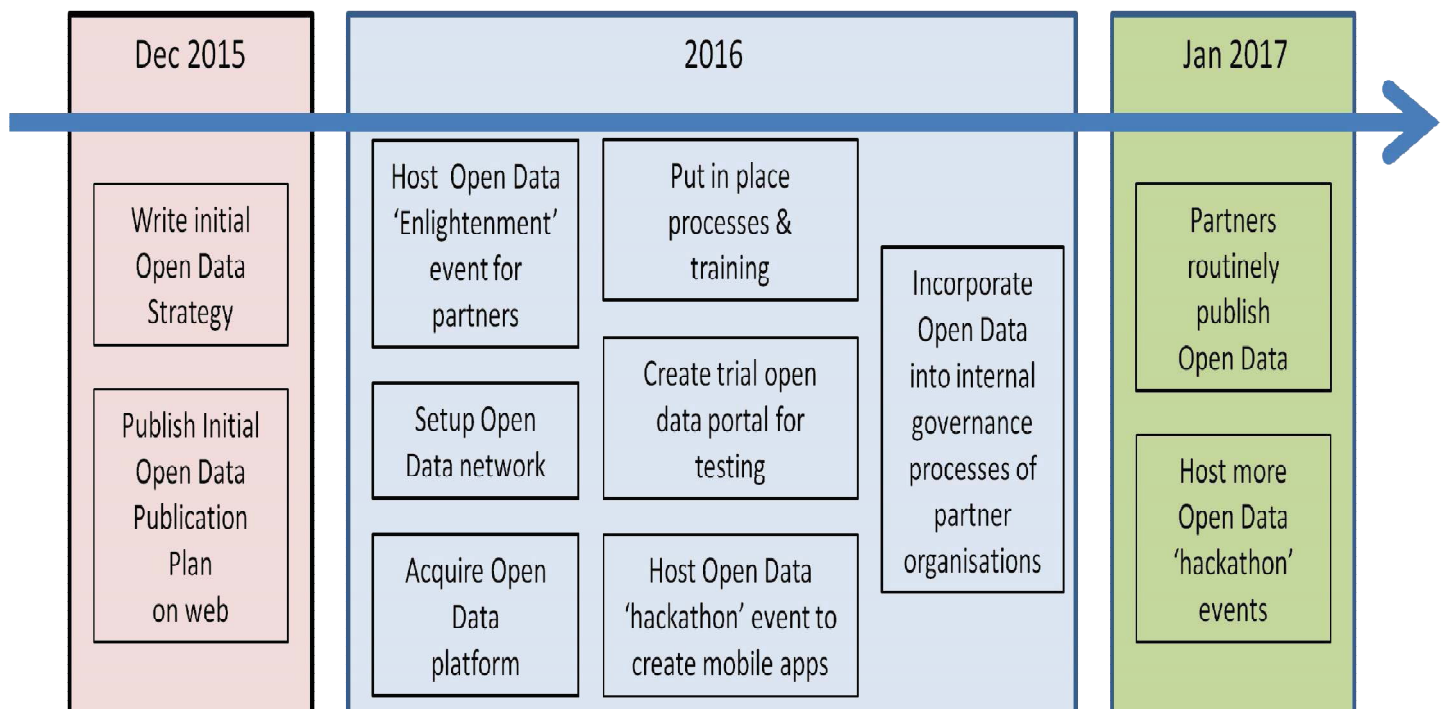 Dec 2015
Write initial
Open Data
Strategy
Publish Initial
Open Data
Publication
Plan
on web
2016
Host Open Data
‘Enlightenment’
event for
partners
Setup Open
Data network
Acquire Open
Data
platform
Put in place
processes &
training
Create trial open
data portal for
testing
Host Open Data
‘hackathon’ event to
create mobile apps
Incorporate
Open Data
into internal
governance
processes of
partner
organisations
Jan 2017
Partners
routinely
publish
Open Data
Host more
Open Data
‘hackathon’
events